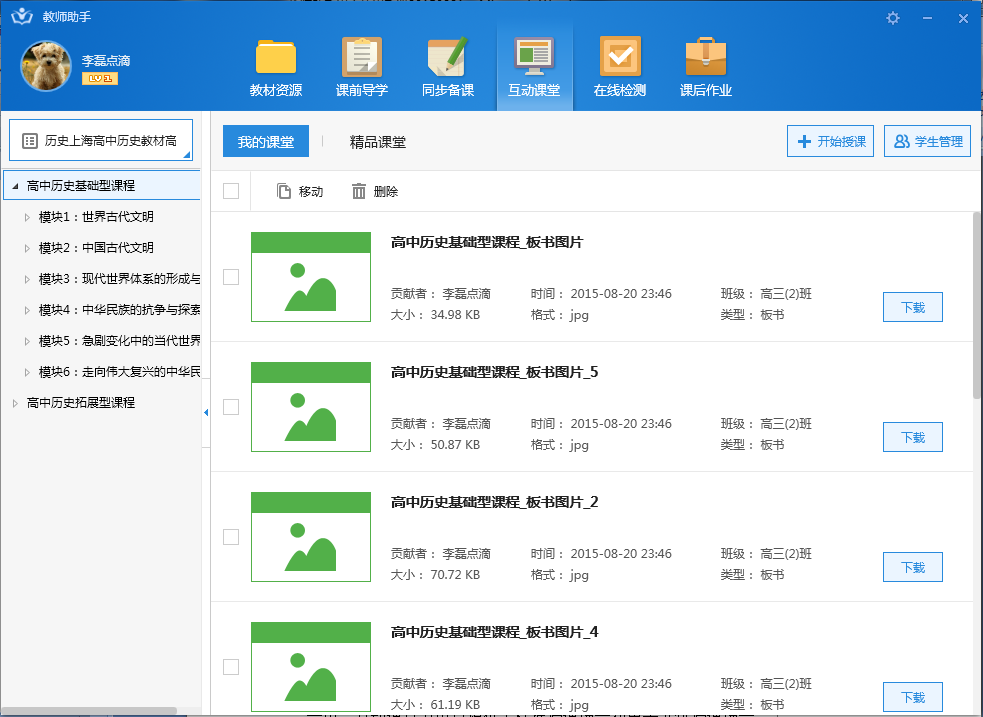 教师助手
李磊点滴
LV1
教材资源
课前导学
同步备课
互动课堂
在线检测
课后作业
历史上海高中历史教材高
我的课堂
精品课堂
开始授课
学生管理
高中历史基础型课程
模块1：世界古代文明
模块2：中国古代文明
模块3：现代世界体系的形成与
模块4：中华民族的抗争与探索
模块5：急剧变化中的当代世界
模块6：走向伟大复兴的中华民
高中历史拓展型课程
移动
删除
高中历史基础型课程_板书图片
贡献者： 李磊点滴 时间： 2015-08-20 23:46 班级： 高三(2)班
大小： 34.98 KB 格式： jpg 类型： 板书
下载
高中历史基础型课程_板书图片_5
贡献者： 李磊点滴 时间： 2015-08-20 23:46 班级： 高三(2)班
大小： 50.87 KB 格式： jpg 类型： 板书
下载
高中历史基础型课程_板书图片_2
贡献者： 李磊点滴 时间： 2015-08-20 23:46 班级： 高三(2)班
大小： 70.72 KB 格式： jpg 类型： 板书
下载
高中历史基础型课程_板书图片_4
贡献者： 李磊点滴 时间： 2015-08-20 23:46 班级： 高三(2)班
大小： 61.19 KB 格式： jpg 类型： 板书
下载